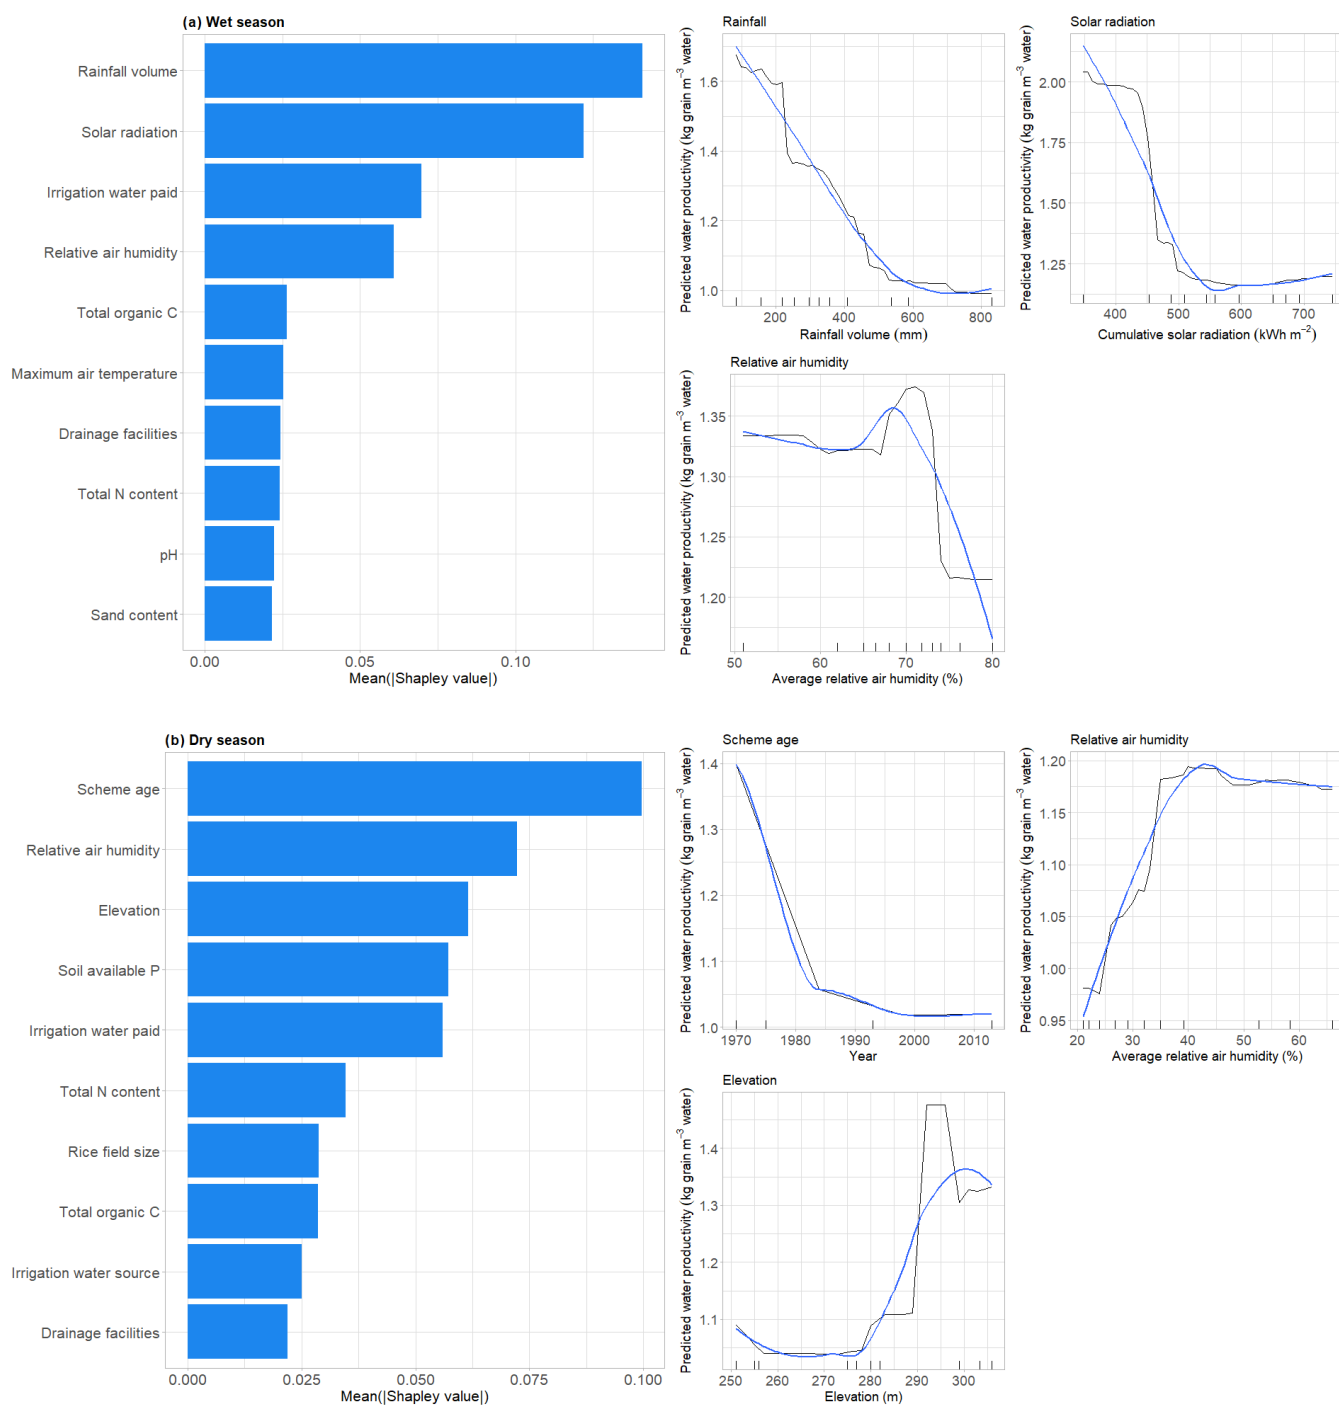 (a) Wet season
Rainfall volume
Solar radiation
Irrigation water paid
Relative air humidity
Total organic C
Maximum air temperature
Drainage facilities
Total N content
pH
Sand content
0.00 0.05 0.10
Mean(|Shapley value|)
Rainfall
Predicted water productivity (kg grain m⁻³ water)
1.6
1.4
1.2
1.0
200 400 600 800
Rainfall volume (mm)
Solar radiation
Predicted water productivity (kg grain m⁻³ water)
2.00
1.75
1.50
1.25
400 500 600 700
Cumulative solar radiation (kWh m⁻²)
Relative air humidity
Predicted water productivity (kg grain m⁻³ water)
1.35
1.30
1.25
1.20
50 60 70 80
Average relative air humidity (%)
(b) Dry season
Scheme age
Relative air humidity
Elevation
Soil available P
Irrigation water paid
Total N content
Rice field size
Total organic C
Irrigation water source
Drainage facilities
0.000 0.025 0.050 0.075 0.100
Mean(|Shapley value|)
Scheme age
Predicted water productivity (kg grain m⁻³ water)
1.4
1.3
1.2
1.1
1.0
1970 1980 1990 2000 2010
Year
Relative air humidity
Predicted water productivity (kg grain m⁻³ water)
1.20
1.15
1.10
1.05
1.00
0.95
20 30 40 50 60
Average relative air humidity (%)
Elevation
Predicted water productivity (kg grain m⁻³ water)
1.4
1.3
1.2
1.1
250 260 270 280 290 300
Elevation (m)